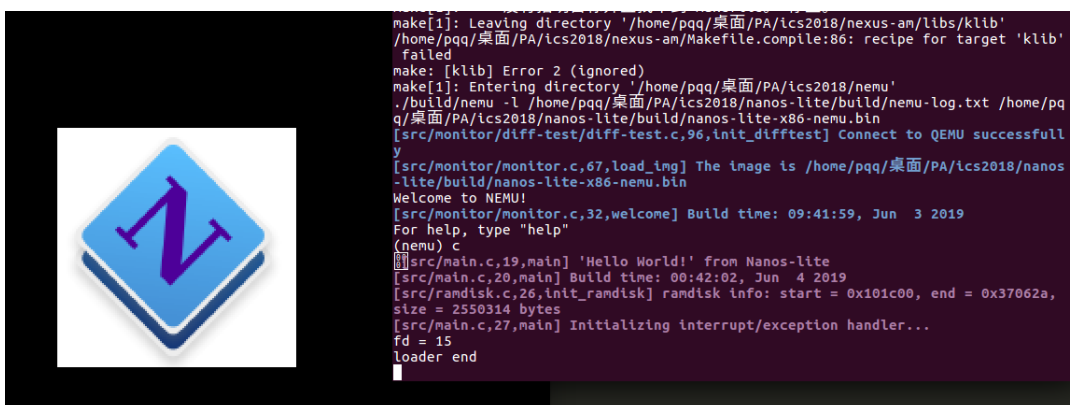 make[1]: Leaving directory '/home/pqq/桌面/PA/ics2018/nexus-am/libs/klib'
/home/pqq/桌面/PA/ics2018/nexus-am/Makefile.compile:86: recipe for target 'klib'
 failed
make: [klib] Error 2 (ignored)
make[1]: Entering directory '/home/pqq/桌面/PA/ics2018/nemu'
./build/nemu -l /home/pqq/桌面/PA/ics2018/nanos-lite/build/nemu-log.txt /home/pq
q/桌面/PA/ics2018/nanos-lite/build/nanos-lite-x86-nemu.bin
[src/monitor/diff-test/diff-test.c,96,init_difftest] Connect to QEMU successfull
y
[src/monitor/monitor.c,67,load_img] The image is /home/pqq/桌面/PA/ics2018/nanos
-lite/build/nanos-lite-x86-nemu.bin
Welcome to NEMU!
[src/monitor/monitor.c,32,welcome] Build time: 09:41:59, Jun  3 2019
For help, type "help"
(nemu) c
src/main.c,19,main] 'Hello World!' from Nanos-lite
[src/main.c,20,main] Build time: 00:42:02, Jun  4 2019
[src/ramdisk.c,26,init_ramdisk] ramdisk info: start = 0x101c00, end = 0x37062a,
size = 2550314 bytes
[src/main.c,27,main] Initializing interrupt/exception handler...
fd = 15
loader end
N